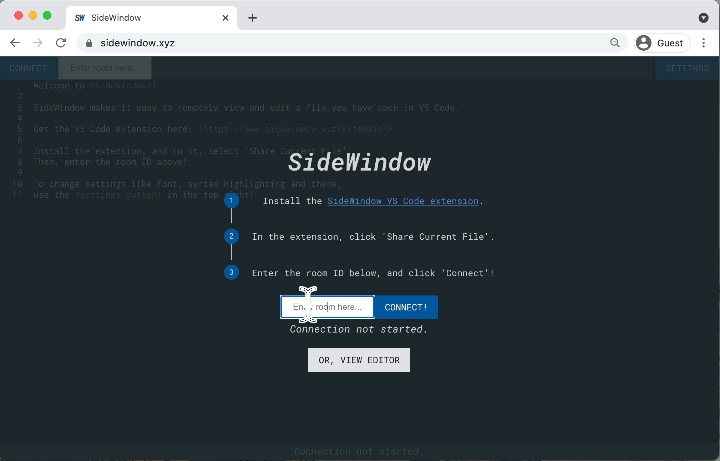 SW SideWindow
sidewindow.xyz
Guest
CONNECT
Enter room here...
SETTINGS
1
Welcome to *SideWindow*!
2
3 SideWindow makes it easy to remotely view and edit a file you have open in VS Code.
4
5 Get the VS Code extension here: <https://www.sidewindow.xyz/extension>
6
7 Install the extension, and in it, select 'Share Current File'.
8 Then, enter the room ID above!
9
10 To change settings like font, syntax highlighting and theme,
11 use the *settings button* in the top right!
SideWindow
1 Install the SideWindow VS Code extension.
2 In the extension, click 'Share Current File'.
3 Enter the room ID below, and click 'Connect'!
Enter room here...
CONNECT!
Connection not started.
OR, VIEW EDITOR
Connection not started.